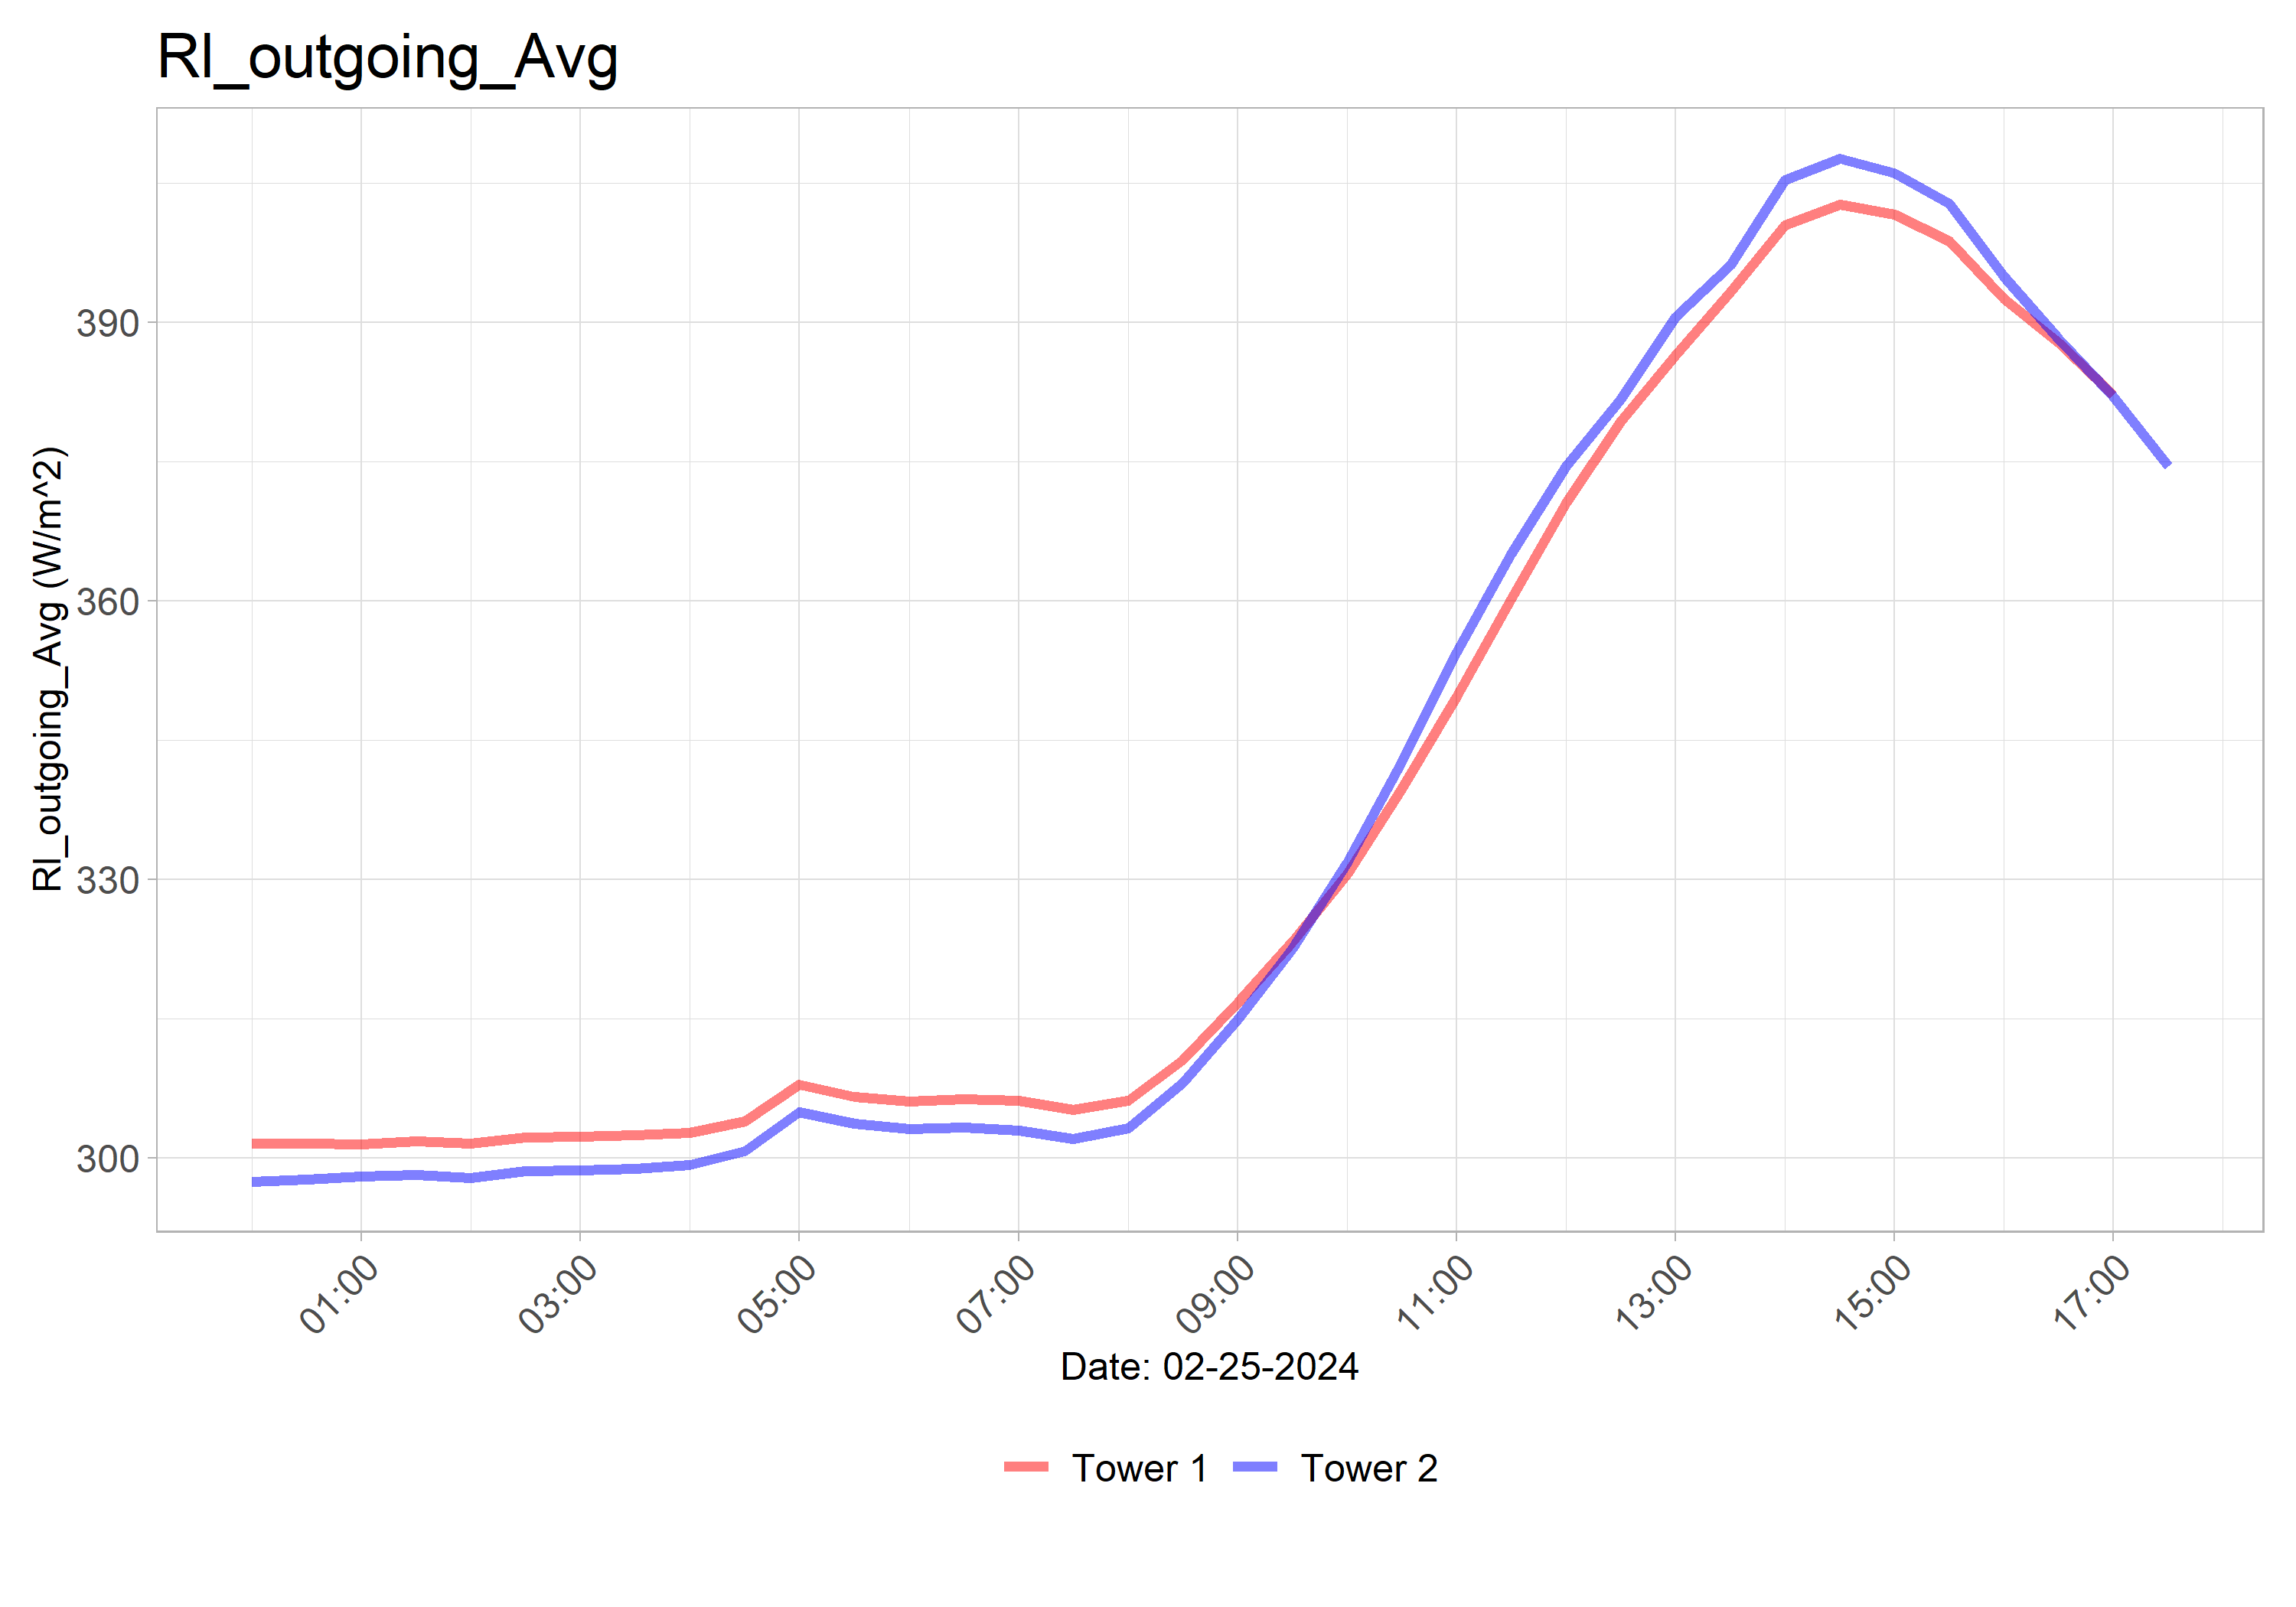 Rl_outgoing_Avg
Rl_outgoing_Avg (W/m^2)
390
360
330
300
01:00
03:00
05:00
07:00
09:00
11:00
13:00
15:00
17:00
Date: 02-25-2024
Tower 1
Tower 2